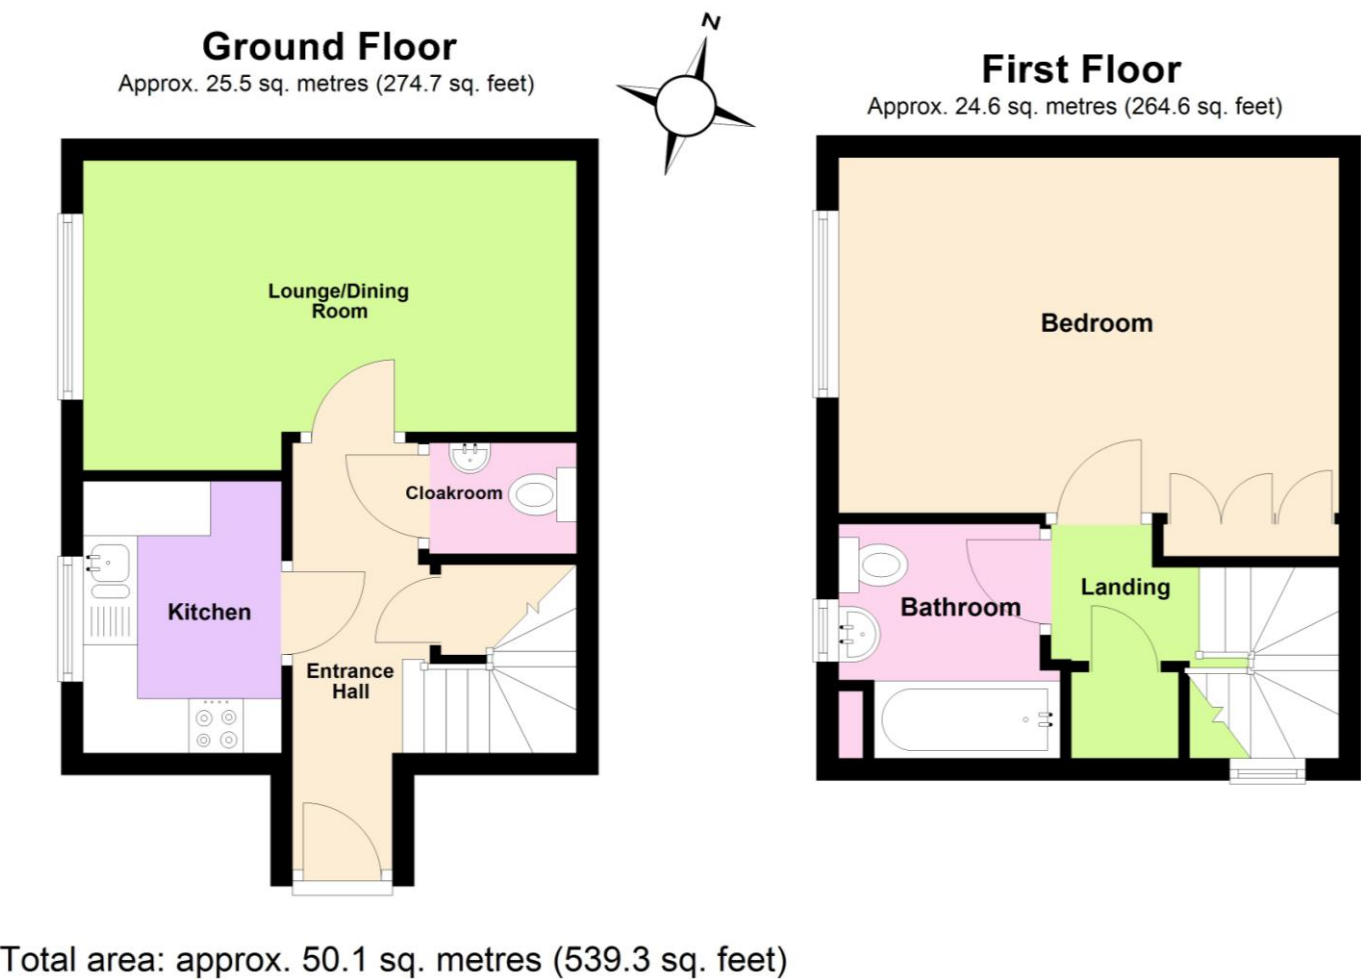 Ground Floor
Approx. 25.5 sq. metres (274.7 sq. feet)
N
First Floor
Approx. 24.6 sq. metres (264.6 sq. feet)
Lounge/Dining
Room
Cloakroom
Kitchen
Entrance
Hall
Bedroom
Landing
Bathroom
Total area: approx. 50.1 sq. metres (539.3 sq. feet)